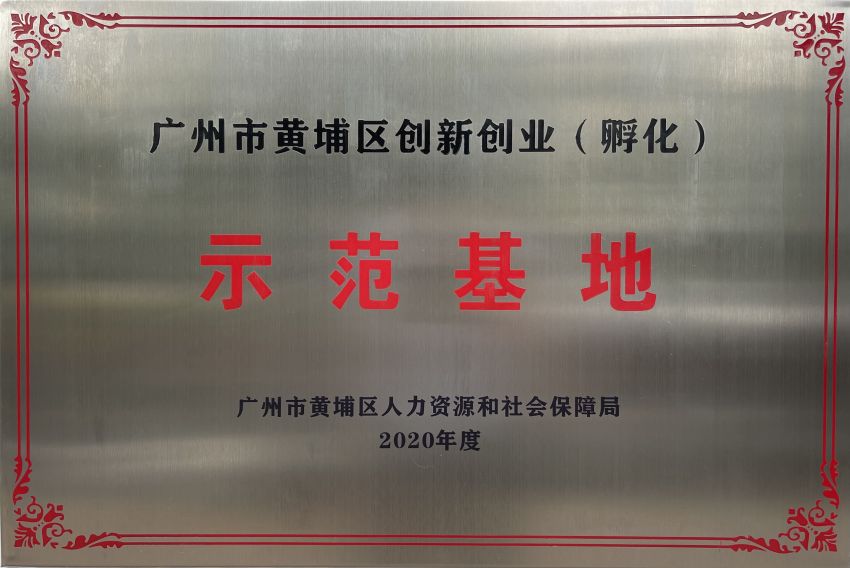 广州市黄埔区创新创业（孵化）
示范基地
广州市黄埔区人力资源和社会保障局
2020年度